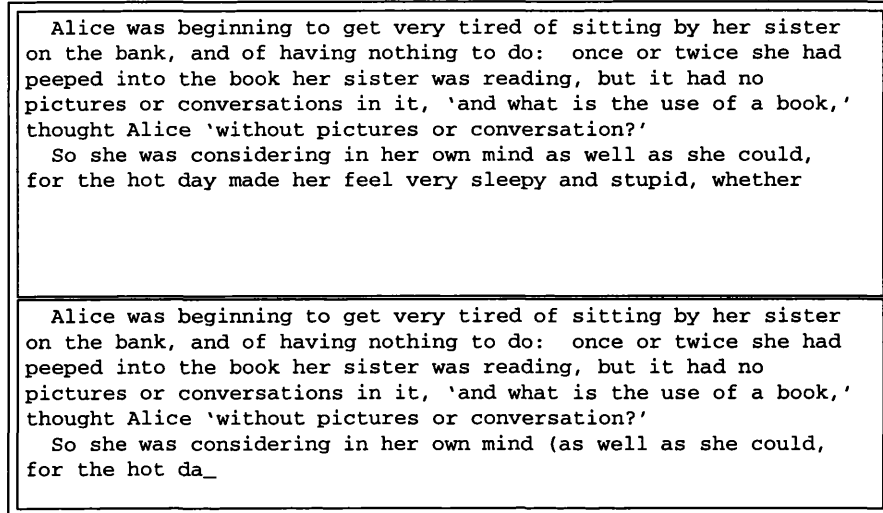 Alice was beginning to get very tired of sitting by her sister
on the bank, and of having nothing to do:  once or twice she had
peeped into the book her sister was reading, but it had no
pictures or conversations in it, 'and what is the use of a book,'
thought Alice 'without pictures or conversation?'
  So she was considering in her own mind as well as she could,
for the hot day made her feel very sleepy and stupid, whether
  Alice was beginning to get very tired of sitting by her sister
on the bank, and of having nothing to do:  once or twice she had
peeped into the book her sister was reading, but it had no
pictures or conversations in it, 'and what is the use of a book,'
thought Alice 'without pictures or conversation?'
  So she was considering in her own mind (as well as she could,
for the hot da_